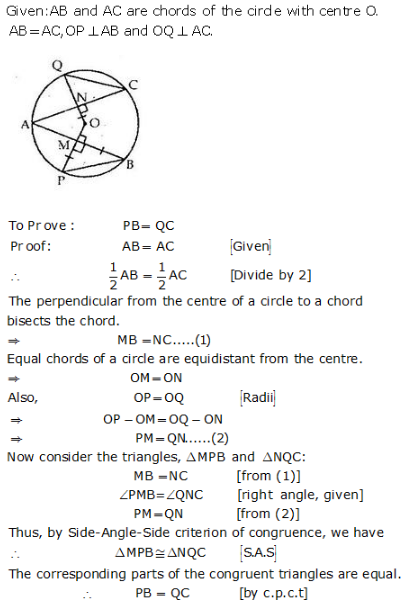 Given:AB and AC are chords of the circle with centre O.
AB=AC,OP ⊥AB and OQ ⊥ AC.
Q
C
N
A
O
M
B
P
To Prove : PB= QC
Proof: AB= AC [Given]
∴ 1/2 AB = 1/2 AC [Divide by 2]
The perpendicular from the centre of a circle to a chord
bisects the chord.
⇒ MB =NC.....(1)
Equal chords of a circle are equidistant from the centre.
⇒ OM=ON
Also, OP=OQ [Radii]
⇒ OP-OM=OQ-ON
⇒ PM=QN......(2)
Now consider the triangles, ΔMPB and ΔNQC:
MB =NC [from (1)]
∠PMB=∠QNC [right angle, given]
PM=QN [from (2)]
Thus, by Side-Angle-Side criterion of congruence, we have
∴ ΔMPB≅ΔNQC [S.A.S]
The corresponding parts of the congruent triangles are equal.
∴ PB = QC [by c.p.c.t]